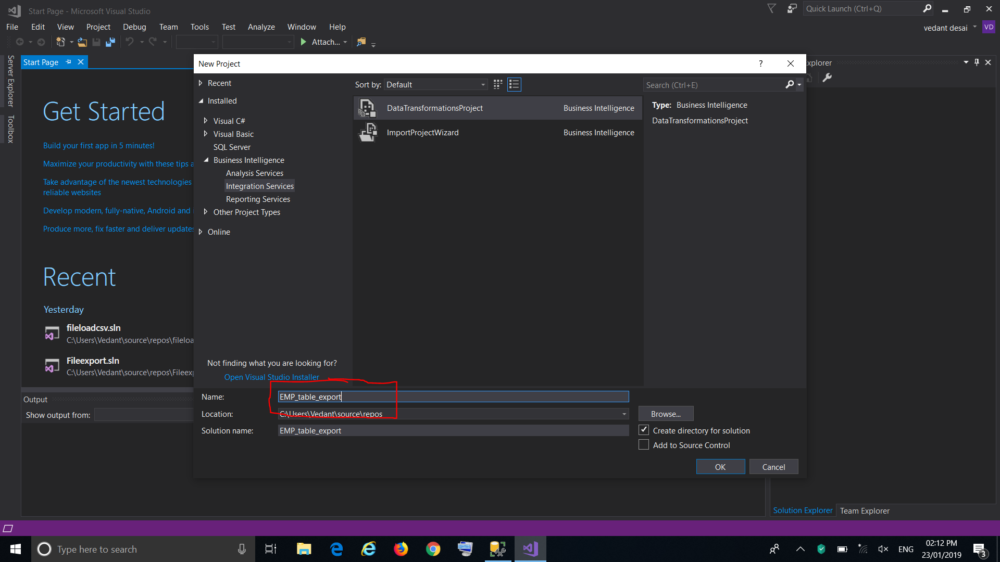 Start Page - Microsoft Visual Studio
Quick Launch (Ctrl+Q)
File Edit View Project Debug Team Tools Test Analyze Window Help
vedant desai VD
Attach...
Server Explorer
Toolbox
Start Page
Get Started
Build your first app in 5 minutes!
Maximize your productivity with these tips a
Take advantage of the newest technologies
reliable websites
Develop modern, fully-native, Android and i
Produce more, fix faster and deliver updates
Recent
Yesterday
fileloadcsv.sln
C:\Users\Vedant\source\repos\fileloa
Fileexport.sln
C:\Users\Vedant\source\repos\Fileexp
Output
Show output from:
New Project
?
Recent
Installed
Visual C#
Visual Basic
SQL Server
Business Intelligence
Analysis Services
Integration Services
Reporting Services
Other Project Types
Online
Not finding what you are looking for?
Open Visual Studio Installer
Sort by: Default
DataTransformationsProject Business Intelligence
ImportProjectWizard Business Intelligence
Search (Ctrl+E)
Type: Business Intelligence
DataTransformationsProject
Name: EMP_table_export
Location: C:\Users\Vedant\source\repos
Browse...
Solution name: EMP_table_export
Create directory for solution
Add to Source Control
OK Cancel
xplorer
Solution Explorer Team Explorer
Type here to search
ENG
02:12 PM
23/01/2019
3